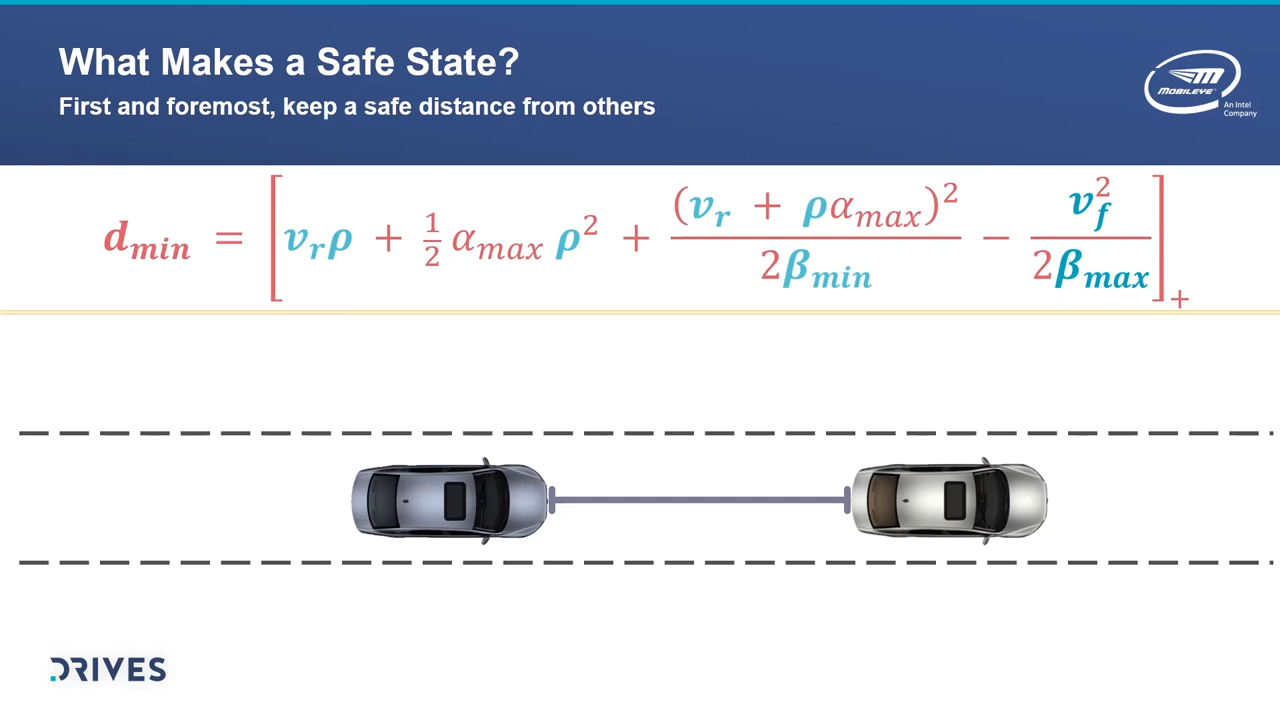 What Makes a Safe State?
First and foremost, keep a safe distance from others
MOBILEYE
An Intel
Company
d_min = [ v_r ρ + 1/2 α_max ρ² + (v_r + ρα_max)² / 2β_min − v_f² / 2β_max ]_+
DRIVES